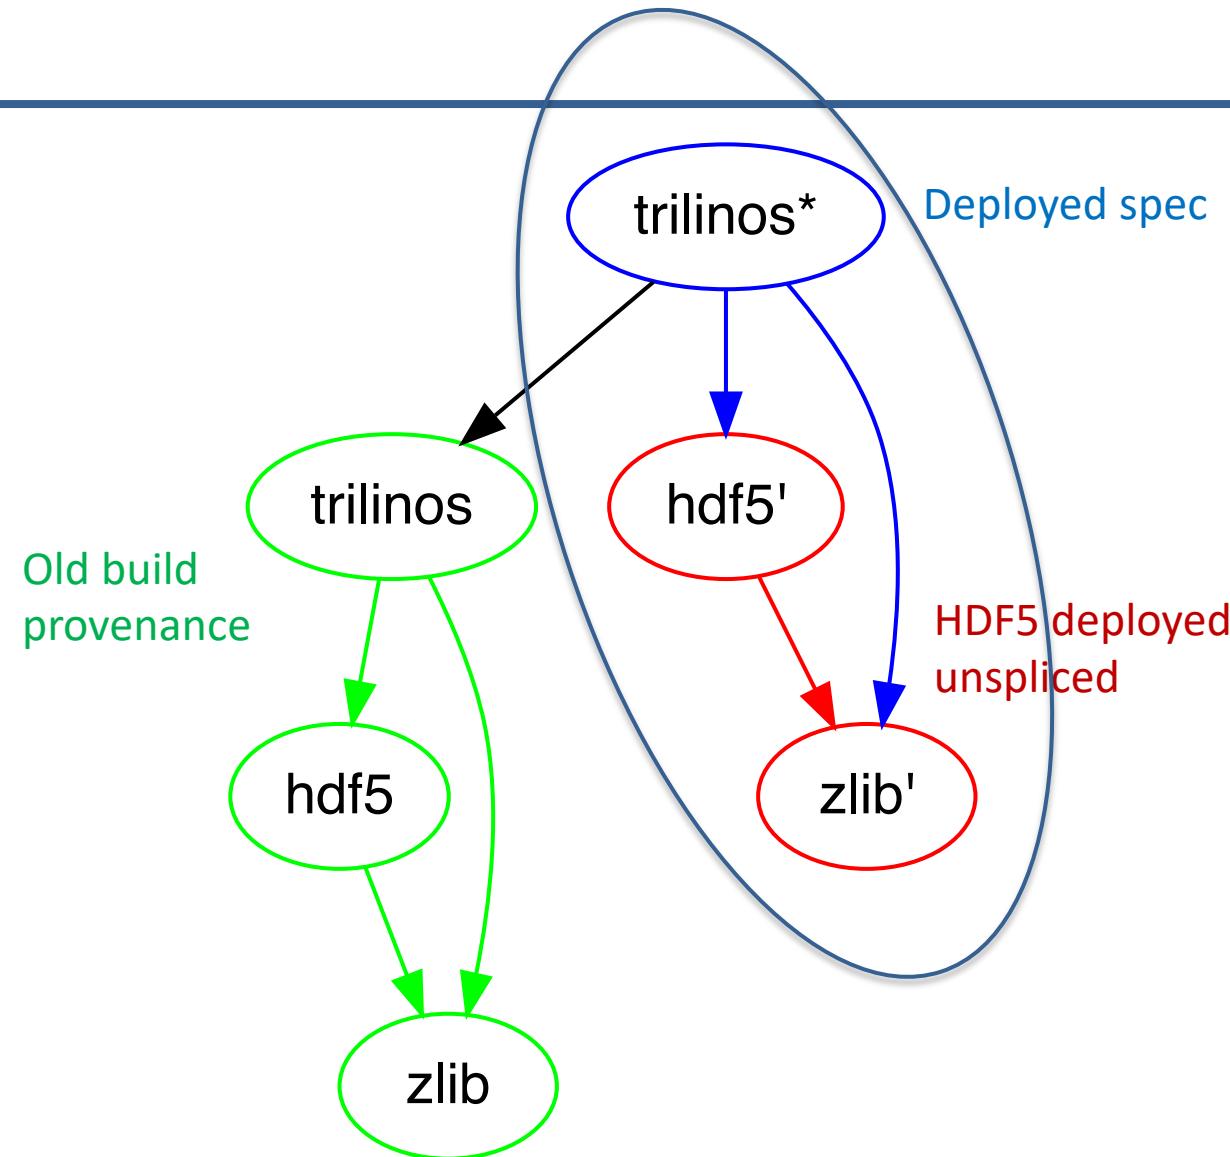 trilinos*
Deployed spec
trilinos
hdf5'
Old build
provenance
HDF5 deployed
unspliced
hdf5
zlib'
zlib